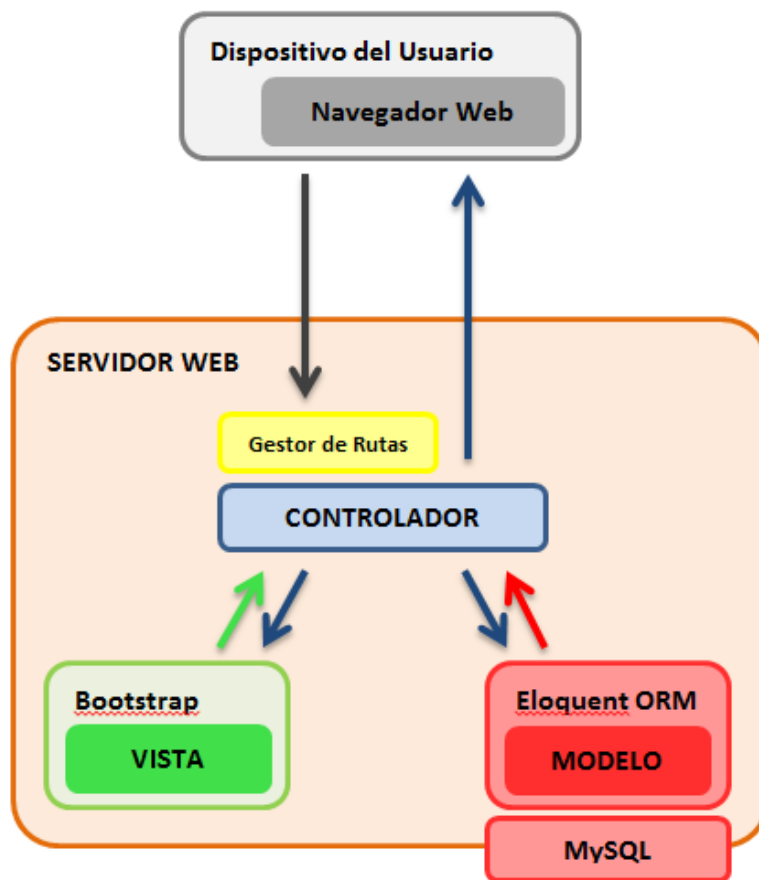 Dispositivo del Usuario
Navegador Web
SERVIDOR WEB
Gestor de Rutas
CONTROLADOR
Bootstrap
VISTA
Eloquent ORM
MODELO
MySQL